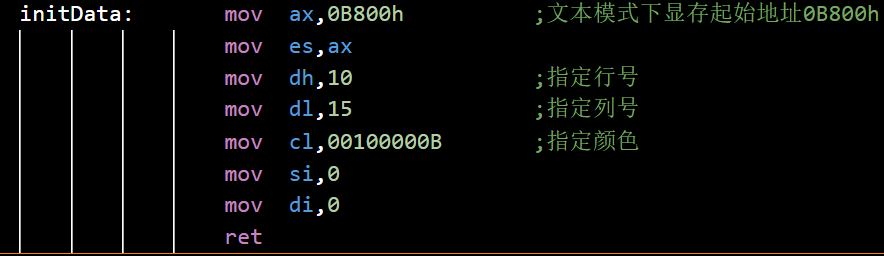 initData: mov ax,0B800h ;文本模式下显存起始地址0B800h
mov es,ax
mov dh,10 ;指定行号
mov dl,15 ;指定列号
mov cl,00100000B ;指定颜色
mov si,0
mov di,0
ret